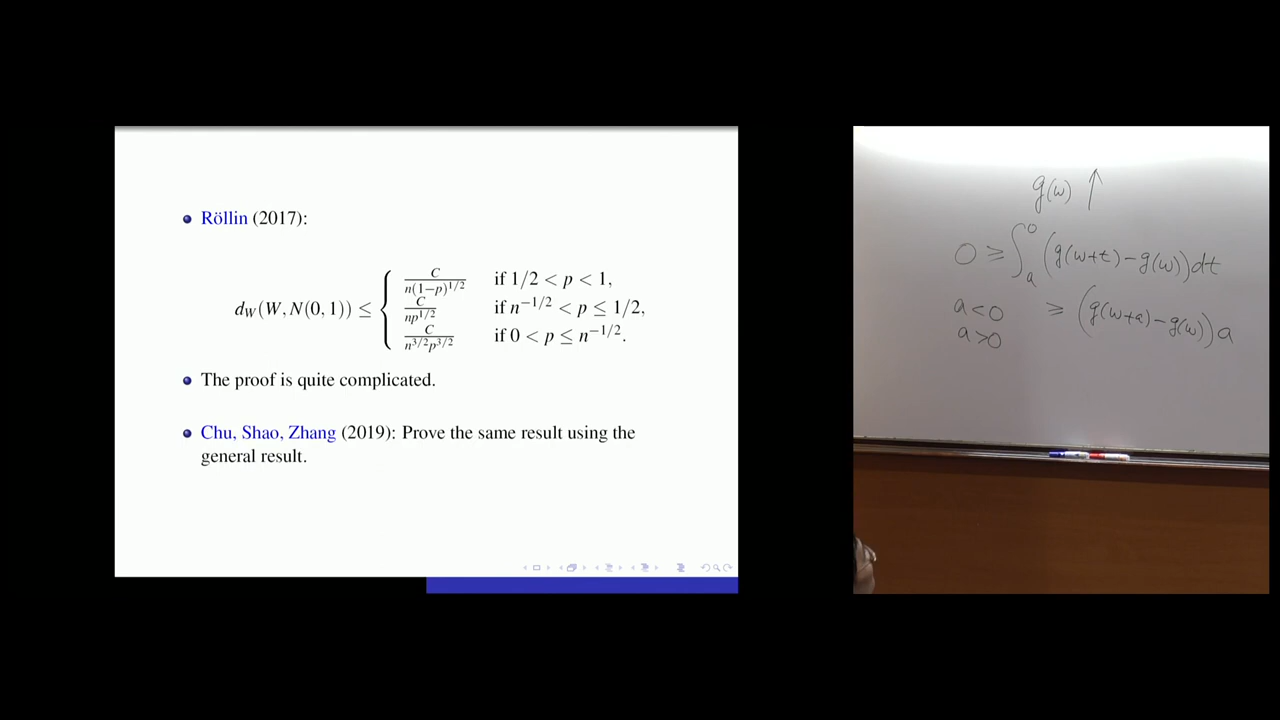 • Röllin (2017):
d_W(W, N(0, 1)) ≤ { C/(n(1−p)^{1/2}) if 1/2 < p < 1,
C/(np^{1/2}) if n^{−1/2} < p ≤ 1/2,
C/(n^{3/2}p^{3/2}) if 0 < p ≤ n^{−1/2}.
• The proof is quite complicated.
• Chu, Shao, Zhang (2019): Prove the same result using the
general result.
g(w) ↑
0 ≥ ∫_a^0 (g(w+t) − g(w)) dt
a<0 ≥ (g(w+a) − g(w)) a
a>0